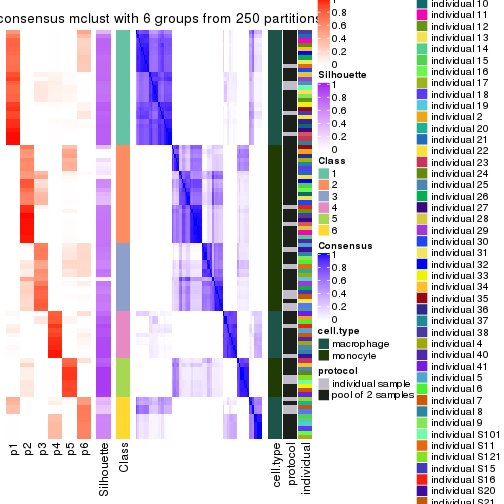 consensus mclust with 6 groups from 250 partitions
p1
p2
p3
p4
p5
p6
Silhouette
Class
cell.type
protocol
individual
0.8
0.6
0.4
0.2
0
Silhouette
1
0.8
0.6
0.4
0.2
0
Class
1
2
3
4
5
6
Consensus
1
0.8
0.6
0.4
0.2
0
cell.type
macrophage
monocyte
protocol
individual sample
pool of 2 samples
individual 10
individual 11
individual 12
individual 13
individual 14
individual 15
individual 16
individual 17
individual 18
individual 19
individual 2
individual 20
individual 21
individual 22
individual 23
individual 24
individual 25
individual 26
individual 27
individual 28
individual 29
individual 30
individual 31
individual 32
individual 33
individual 34
individual 35
individual 36
individual 37
individual 38
individual 4
individual 40
individual 41
individual 5
individual 6
individual 7
individual 8
individual 9
individual S101
individual S11
individual S121
individual S15
individual S16
individual S20
individual S21